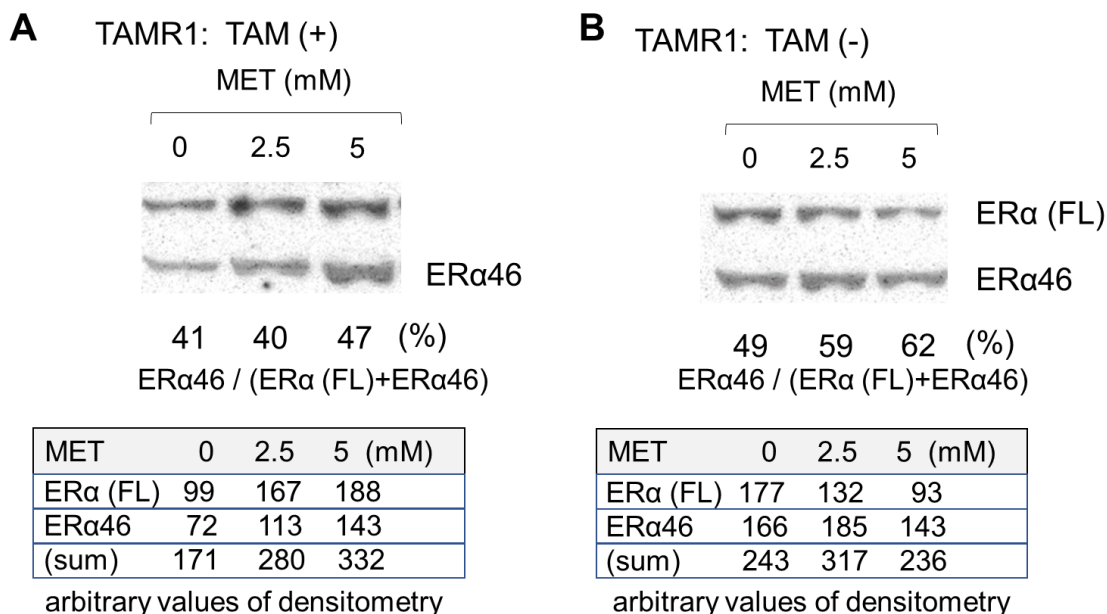 A
TAMR1: TAM (+)
MET (mM)
0 2.5 5
ERα46
41 40 47 (%)
ERα46 / (ERα (FL)+ERα46)
MET 0 2.5 5 (mM)
ERα (FL) 99 167 188
ERα46 72 113 143
(sum) 171 280 332
arbitrary values of densitometry
B
TAMR1: TAM (-)
MET (mM)
0 2.5 5
ERα (FL)
ERα46
49 59 62 (%)
ERα46 / (ERα (FL)+ERα46)
MET 0 2.5 5 (mM)
ERα (FL) 177 132 93
ERα46 166 185 143
(sum) 243 317 236
arbitrary values of densitometry